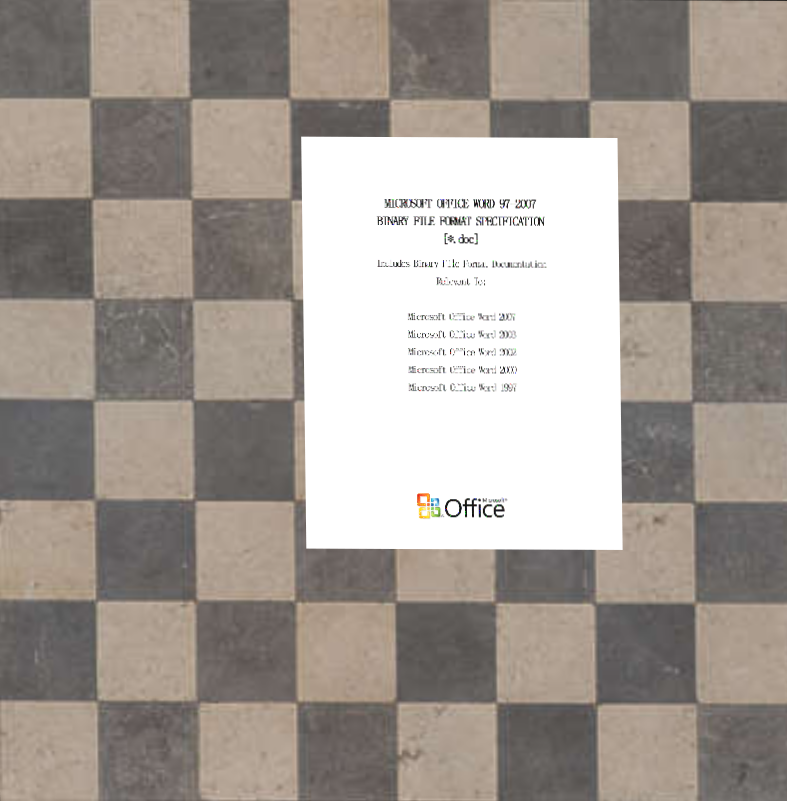 MICROSOFT OFFICE WORD 97 2007
BINARY FILE FORMAT SPECIFICATION
[*.doc]
Includes Binary File Format Documentation
Relevant To:
Microsoft Office Word 2007
Microsoft Office Word 2003
Microsoft Office Word 2002
Microsoft Office Word 2000
Microsoft Office Word 1997
Microsoft®
Office